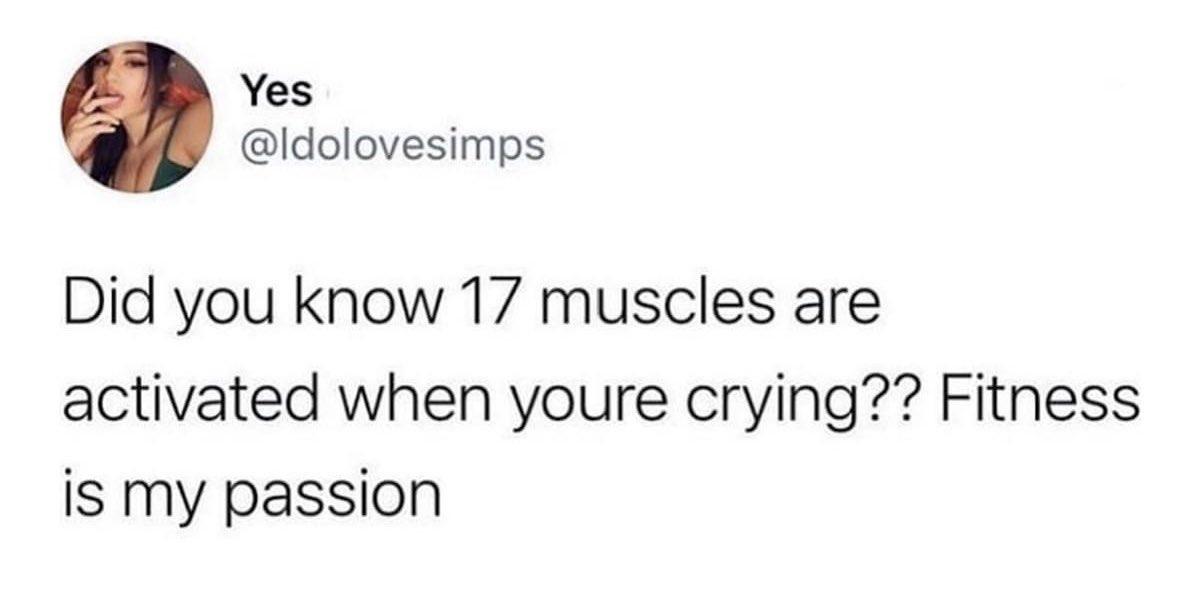 Yes
@Idolovesimps
Did you know 17 muscles are
activated when youre crying?? Fitness
is my passion